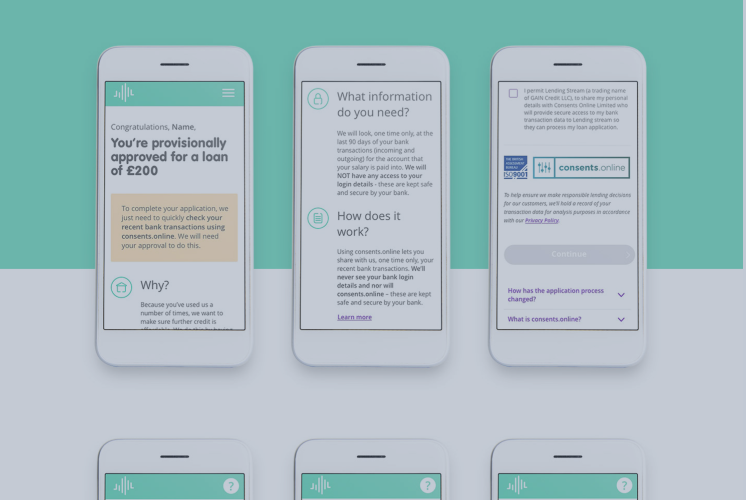 Congratulations, Name,
You're provisionally
approved for a loan
of £200
To complete your application, we
just need to quickly check your
recent bank transactions using
consents.online. We will need
your approval to do this.
Why?
Because you've used us a
number of times, we want to
make sure further credit is
affordable. We do this by having
What information
do you need?
We will look, one time only, at the
last 90 days of your bank
transactions (incoming and
outgoing) for the account that
your salary is paid into. We will
NOT have any access to your
login details - these are kept safe
and secure by your bank.
How does it
work?
Using consents.online lets you
share with us, one time only, your
recent bank transactions. We'll
never see your bank login
details and nor will
consents.online – these are kept
safe and secure by your bank.
Learn more
I permit Lending Stream (a trading name
of GAIN Credit LLC), to share my personal
details with Consents Online Limited who
will provide secure access to my bank
transaction data to Lending stream so
they can process my loan application.
ISO9001
consents.online
To help ensure we make responsible lending decisions
for our customers, we'll hold a record of your
transaction data for analysis purposes in accordance
with our Privacy Policy.
Continue
How has the application process
changed?
What is consents.online?
?
?